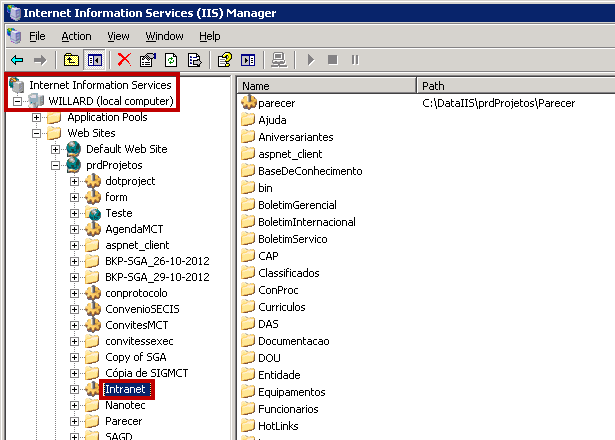 Internet Information Services (IIS) Manager
File Action View Window Help
Internet Information Services
WILLARD (local computer)
Application Pools
Web Sites
Default Web Site
prdProjetos
dotproject
form
Teste
AgendaMCT
aspnet_client
BKP-SGA_26-10-2012
BKP-SGA_29-10-2012
conprotocolo
ConvenioSECIS
ConvitesMCT
convitessexec
Copy of SGA
Cópia de SIGMCT
Intranet
Nanotec
Parecer
SAGD
Name Path
parecer C:\DataIIS\prdProjetos\Parecer
Ajuda
Aniversariantes
aspnet_client
BaseDeConhecimento
bin
BoletimGerencial
BoletimInternacional
BoletimServico
CAP
Classificados
ConProc
Curriculos
DAS
Documentacao
DOU
Entidade
Equipamentos
Funcionarios
HotLinks